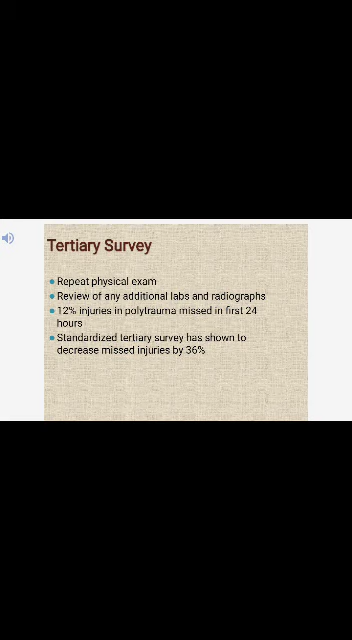 Tertiary Survey
Repeat physical exam
Review of any additional labs and radiographs
12% injuries in polytrauma missed in first 24
hours
Standardized tertiary survey has shown to
decrease missed injuries by 36%